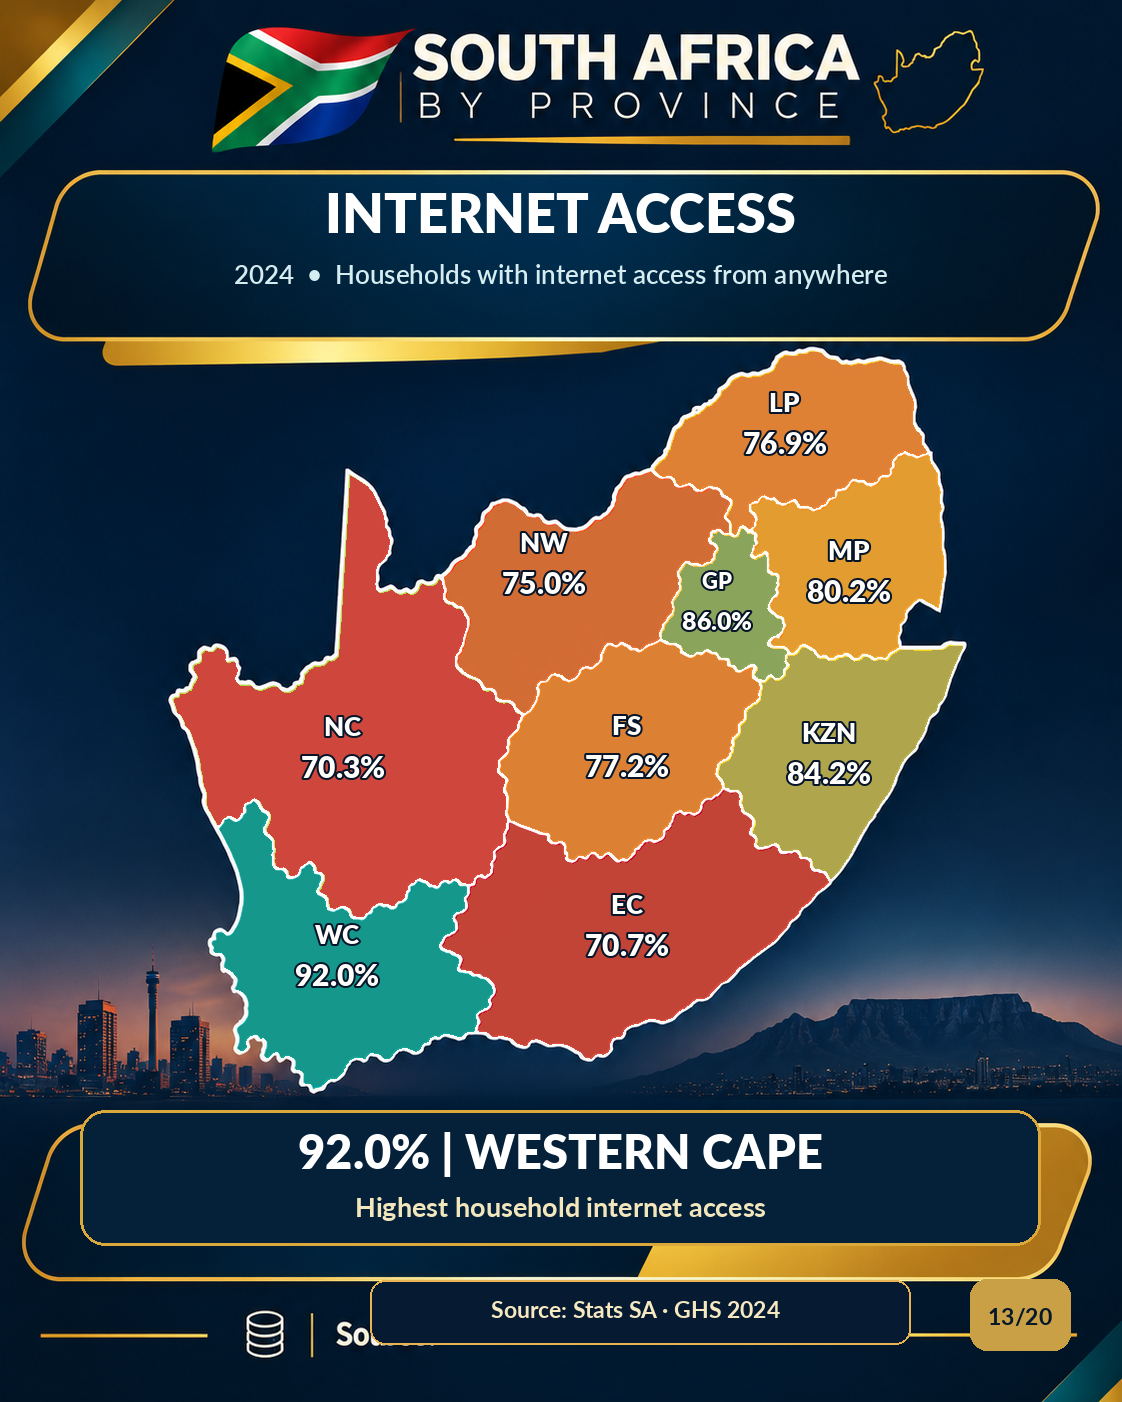 SOUTH AFRICA
BY PROVINCE
INTERNET ACCESS
2024 • Households with internet access from anywhere
LP
76.9%
NW
75.0%
MP
80.2%
GP
86.0%
NC
70.3%
FS
77.2%
KZN
84.2%
EC
70.7%
WC
92.0%
92.0% | WESTERN CAPE
Highest household internet access
Source: Stats SA · GHS 2024
13/20